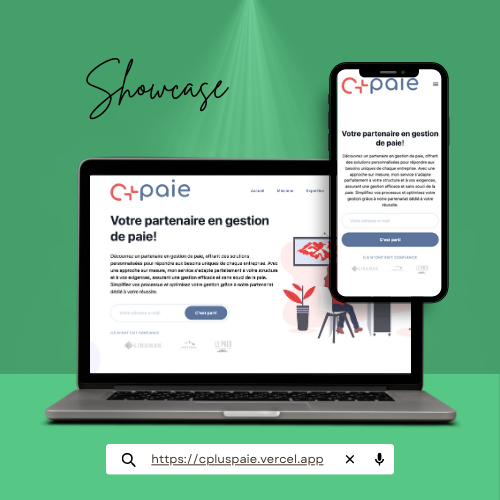 Showcase
C+paie
Accueil Missions Expertise
Votre partenaire en gestion
de paie!
Découvrez un partenaire en gestion de paie, offrant des solutions
personnalisées pour répondre aux besoins uniques de chaque entreprise. Avec
une approche sur mesure, mon service s'adapte parfaitement à votre structure
et à vos exigences, assurant une gestion efficace et sans souci de la paie.
Simplifiez vos processus et optimisez votre gestion grâce à notre partenariat
dédié à votre réussite.
Votre adresse e-mail
C'est parti
ILS M'ONT FAIT CONFIANCE
C+paie
Votre partenaire en gestion
de paie!
Découvrez un partenaire en gestion de paie, offrant
des solutions personnalisées pour répondre aux
besoins uniques de chaque entreprise. Avec une
approche sur mesure, mon service s'adapte
parfaitement à votre structure et à vos exigences,
assurant une gestion efficace et sans souci de la
paie. Simplifiez vos processus et optimisez votre
gestion grâce à notre partenariat dédié à votre
réussite.
Votre adresse e-mail
C'est parti
ILS M'ONT FAIT CONFIANCE
https://cpluspaie.vercel.app